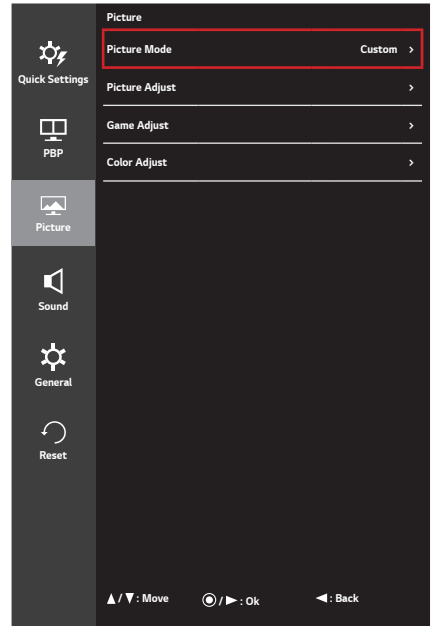 Picture
Picture Mode Custom >
Quick Settings
Picture Adjust >
Game Adjust >
PBP
Color Adjust >
Picture
Sound
General
Reset
▲ / ▼ : Move ◉ / ► : Ok ◄ : Back